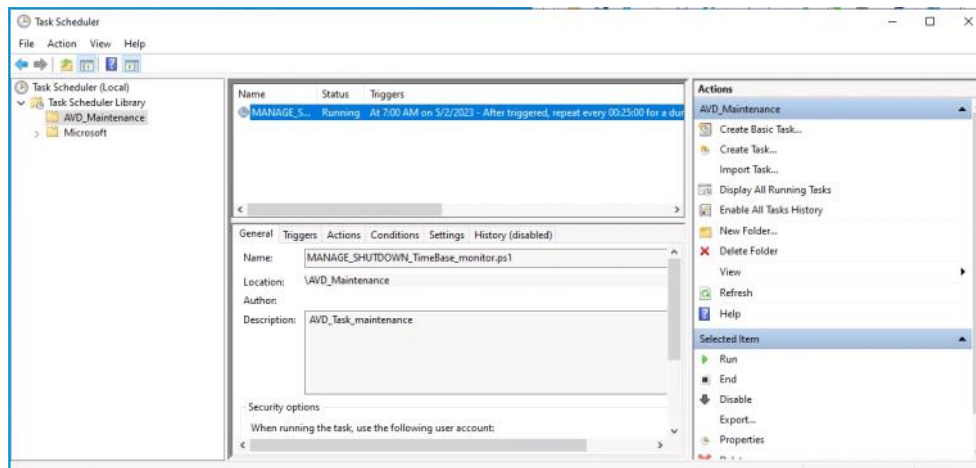 Task Scheduler
File Action View Help
Task Scheduler (Local)
Task Scheduler Library
AVD_Maintenance
Microsoft
Name Status Triggers
MANAGE_S... Running At 7:00 AM on 5/2/2023 - After triggered, repeat every 00:25:00 for a dur
General Triggers Actions Conditions Settings History (disabled)
Name: MANAGE_SHUTDOWN_TimeBase_monitor.ps1
Location: \AVD_Maintenance
Author:
Description: AVD_Task_maintenance
Security options
When running the task, use the following user account:
Actions
AVD_Maintenance
Create Basic Task...
Create Task...
Import Task...
Display All Running Tasks
Enable All Tasks History
New Folder...
Delete Folder
View
Refresh
Help
Selected Item
Run
End
Disable
Export...
Properties